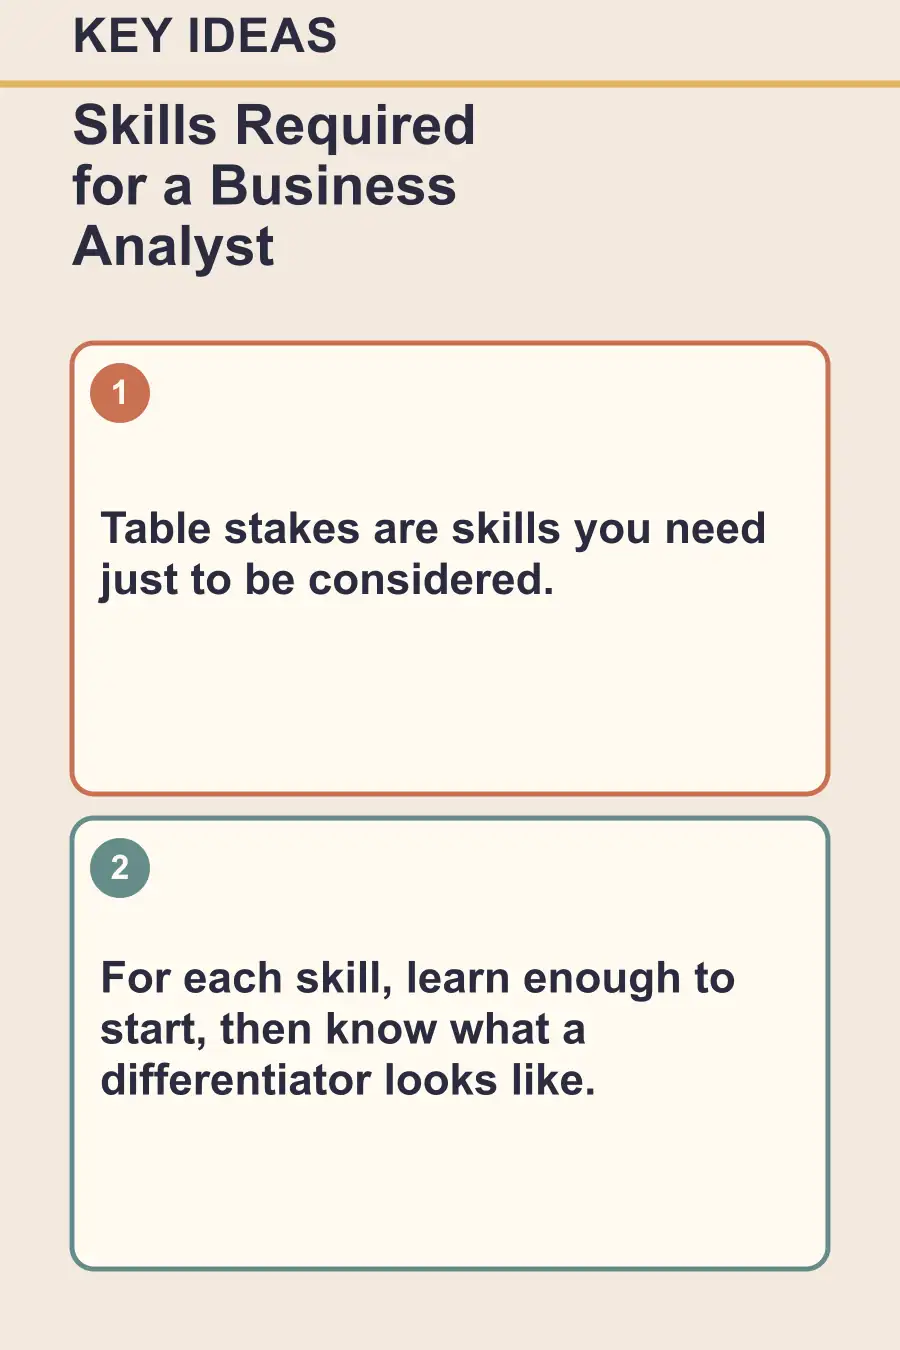 KEY IDEAS
Skills Required
for a Business
Analyst
1
Table stakes are skills you need
just to be considered.
2
For each skill, learn enough to
start, then know what a
differentiator looks like.